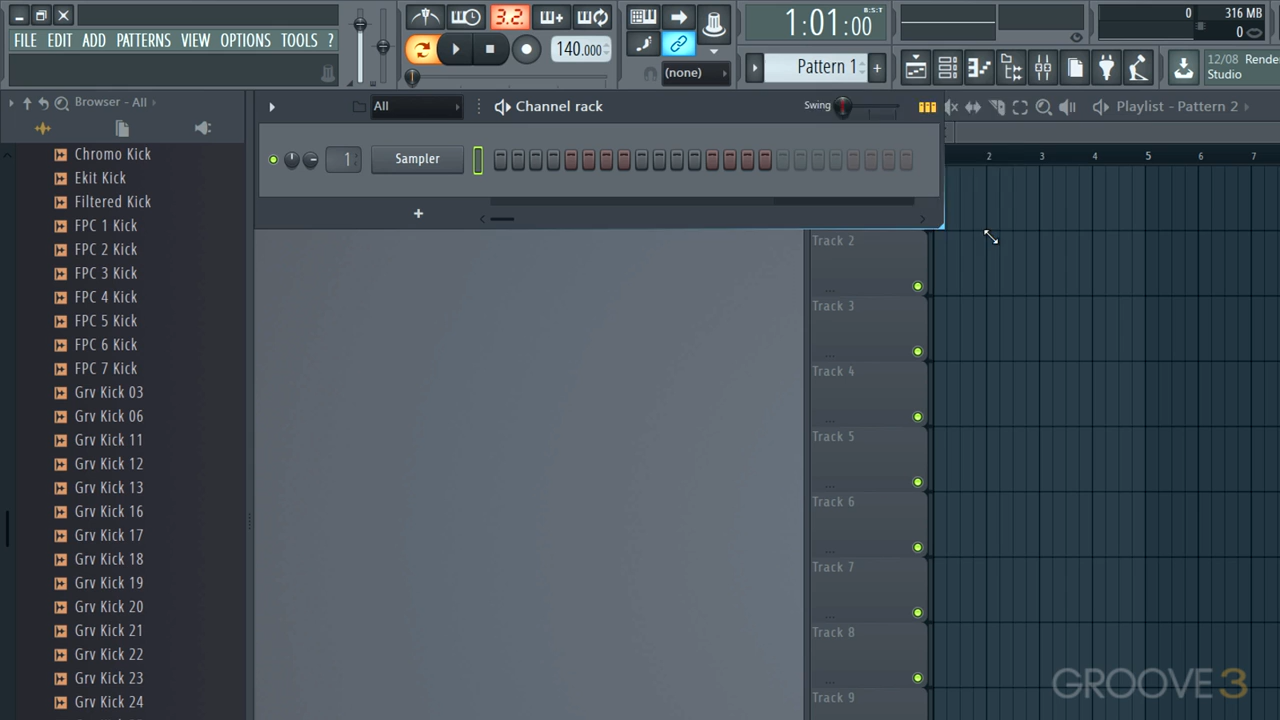 3.2.
1:01:00
B:S:T
0
316 MB
0
FILE EDIT ADD PATTERNS VIEW OPTIONS TOOLS ?
140.000
(none)
Pattern 1
+
12/08 Render
Studio
Browser - All
All
Channel rack
Swing
Playlist - Pattern 2
1
Sampler
+
2 3 4 5 6 7
Chromo Kick
Ekit Kick
Filtered Kick
FPC 1 Kick
FPC 2 Kick
FPC 3 Kick
FPC 4 Kick
FPC 5 Kick
FPC 6 Kick
FPC 7 Kick
Grv Kick 03
Grv Kick 06
Grv Kick 11
Grv Kick 12
Grv Kick 13
Grv Kick 16
Grv Kick 17
Grv Kick 18
Grv Kick 19
Grv Kick 20
Grv Kick 21
Grv Kick 22
Grv Kick 23
Grv Kick 24
Track 2
...
Track 3
...
Track 4
...
Track 5
...
Track 6
...
Track 7
...
Track 8
...
Track 9
GROOVE3